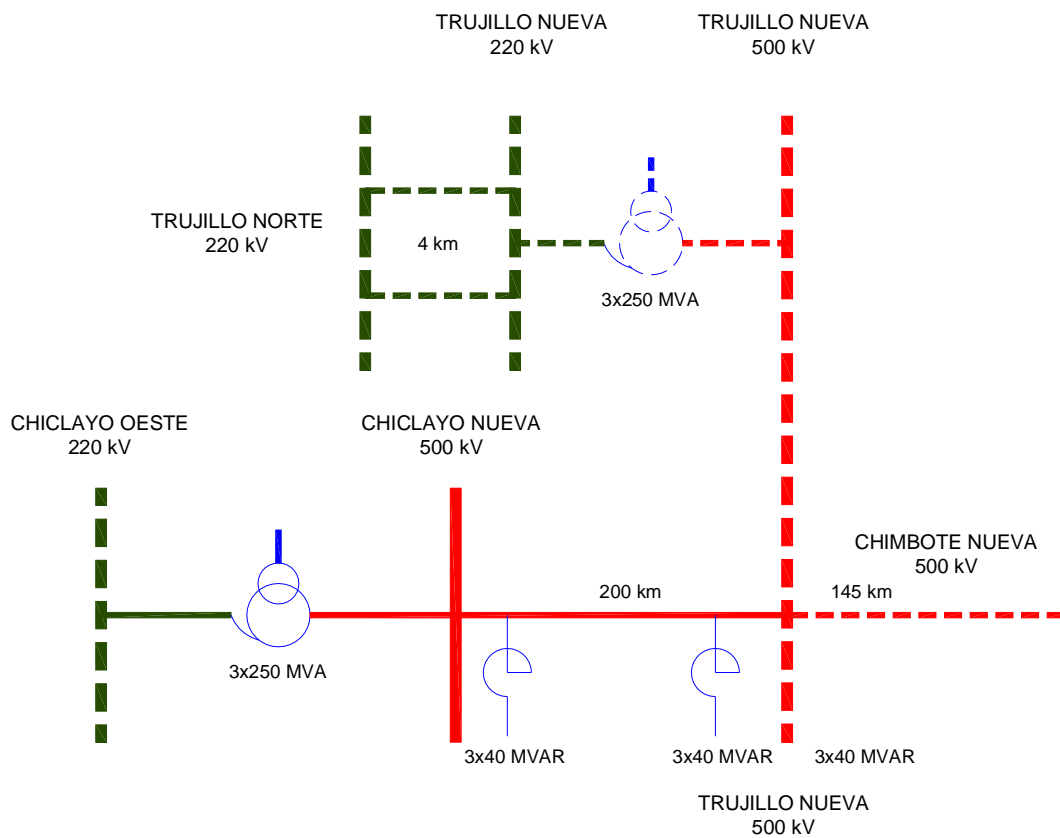 TRUJILLO NUEVA
220 kV
TRUJILLO NUEVA
500 kV
TRUJILLO NORTE
220 kV
4 km
3x250 MVA
CHICLAYO OESTE
220 kV
CHICLAYO NUEVA
500 kV
CHIMBOTE NUEVA
500 kV
200 km
145 km
3x250 MVA
3x40 MVAR
3x40 MVAR
3x40 MVAR
TRUJILLO NUEVA
500 kV